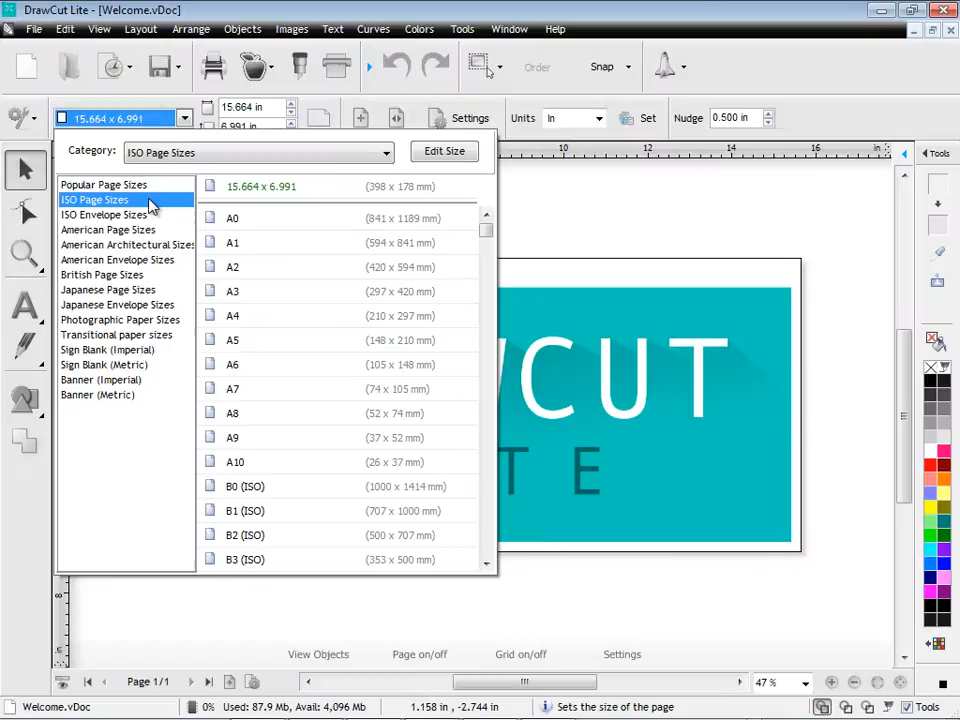 DrawCut Lite - [Welcome.vDoc]
File Edit View Layout Arrange Objects Images Text Curves Colors Tools Window Help
Order Snap
15.664 x 6.991 15.664 in Settings Units In Set Nudge 0.500 in
6.991 in
Category: ISO Page Sizes Edit Size
10 12 14 16 in Tools
Popular Page Sizes 15.664 x 6.991 (398 x 178 mm)
ISO Page Sizes
ISO Envelope Sizes A0 (841 x 1189 mm)
American Page Sizes A1 (594 x 841 mm)
American Architectural Sizes
American Envelope Sizes A2 (420 x 594 mm)
British Page Sizes
Japanese Page Sizes A3 (297 x 420 mm)
Japanese Envelope Sizes
Photographic Paper Sizes A4 (210 x 297 mm)
Transitional paper sizes A5 (148 x 210 mm)
Sign Blank (Imperial)
Sign Blank (Metric) A6 (105 x 148 mm)
Banner (Imperial) A7 (74 x 105 mm)
Banner (Metric)
A8 (52 x 74 mm)
A9 (37 x 52 mm)
A10 (26 x 37 mm)
B0 (ISO) (1000 x 1414 mm)
B1 (ISO) (707 x 1000 mm)
B2 (ISO) (500 x 707 mm)
B3 (ISO) (353 x 500 mm)
CUT
T E
View Objects Page on/off Grid on/off Settings
Page 1/1 47 %
Welcome.vDoc 0% Used: 87.9 Mb, Avail: 4,096 Mb 1.158 in , -2.744 in Sets the size of the page Tools